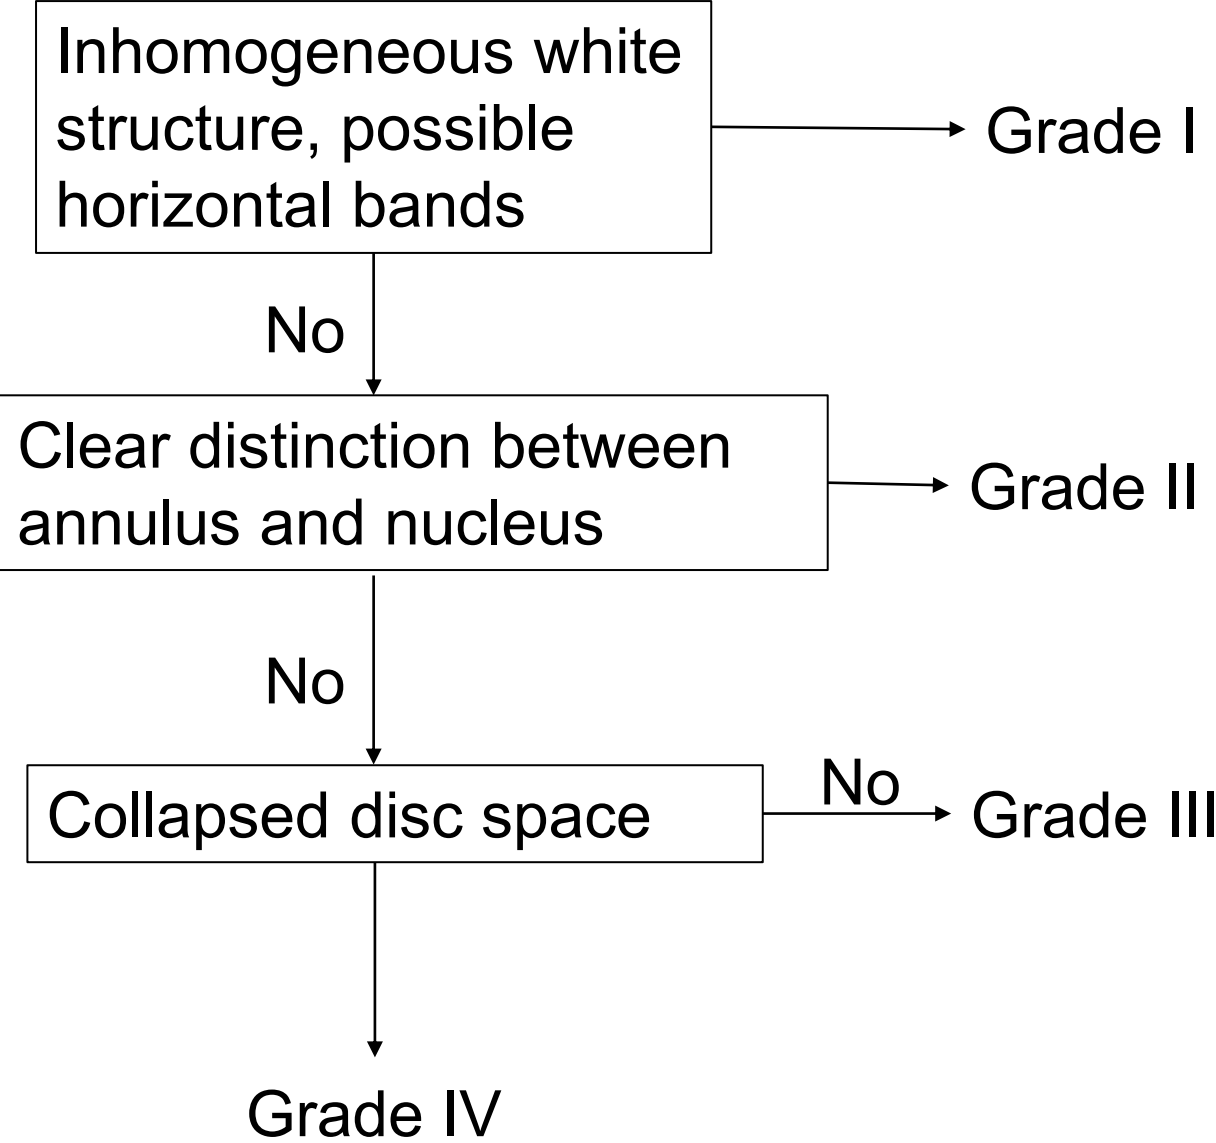 Inhomogeneous white
structure, possible
horizontal bands
Grade I
No
Clear distinction between
annulus and nucleus
Grade II
No
Collapsed disc space
No
Grade III
Grade IV